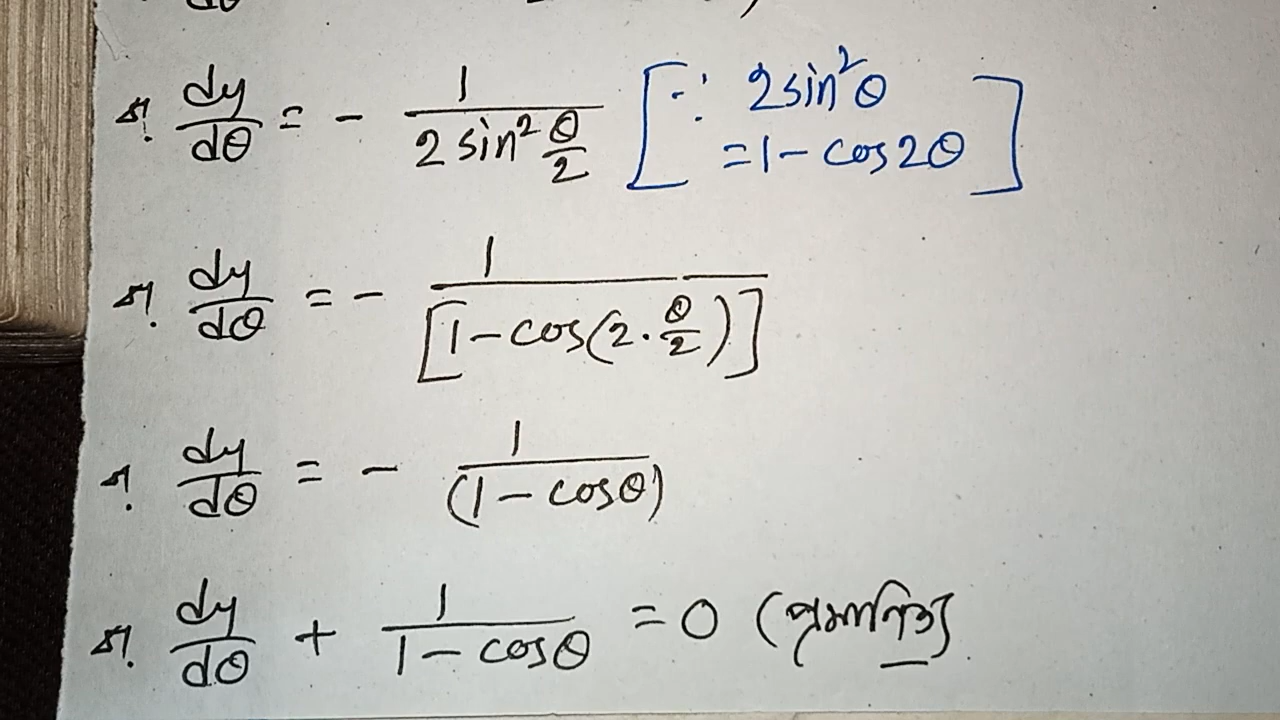 বা. dy/dθ = - 1/(2 sin² θ/2) [∵ 2sin²θ
= 1 - cos2θ]
বা. dy/dθ = - 1/[1 - cos(2·θ/2)]
বা. dy/dθ = - 1/(1 - cosθ)
বা. dy/dθ + 1/(1 - cosθ) = 0 (প্রমাণিত)